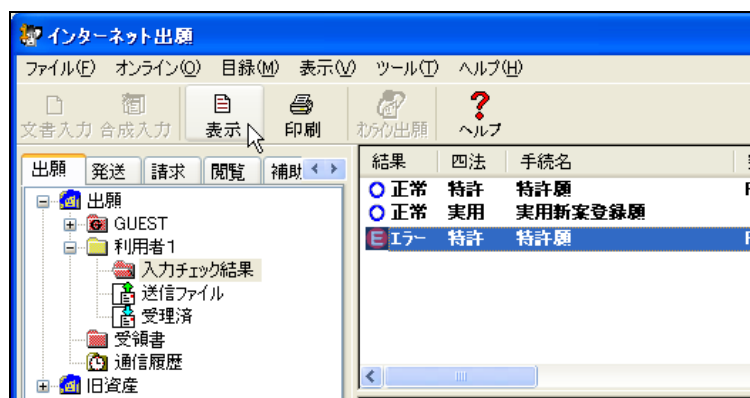 インターネット出願
ファイル(F) オンライン(O) 目録(M) 表示(V) ツール(T) ヘルプ(H)
文書入力 合成入力 表示 印刷 オンライン出願 ヘルプ
出願 発送 請求 閲覧 補助
結果 四法 手続名
正常 特許 特許願
正常 実用 実用新案登録願
E エラー 特許 特許願
出願
GUEST
利用者1
入力チェック結果
送信ファイル
受理済
受領書
通信履歴
旧資産